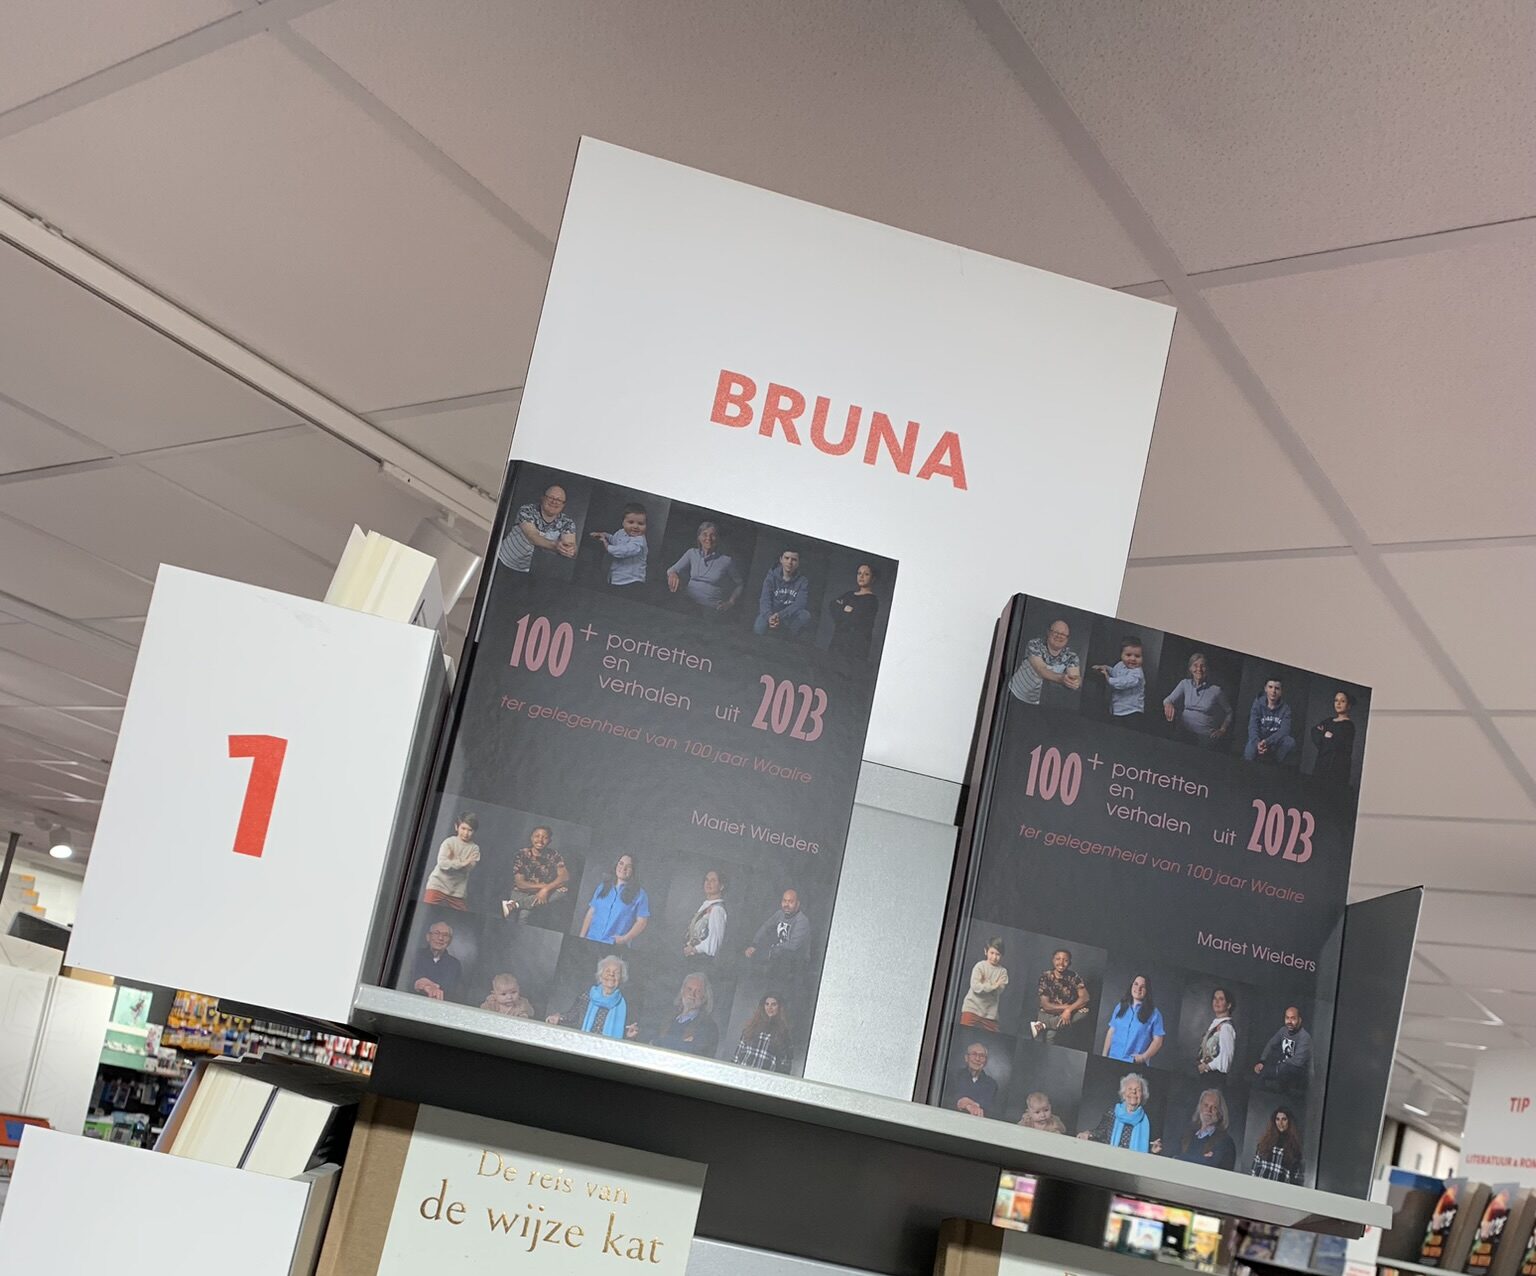 BRUNA
1
100+ portretten
en
verhalen uit 2023
ter gelegenheid van 100 jaar Waalre
Mariet Wielders
100+ portretten
en
verhalen uit 2023
ter gelegenheid van 100 jaar Waalre
Mariet Wielders
De reis van
de wijze kat
TIP